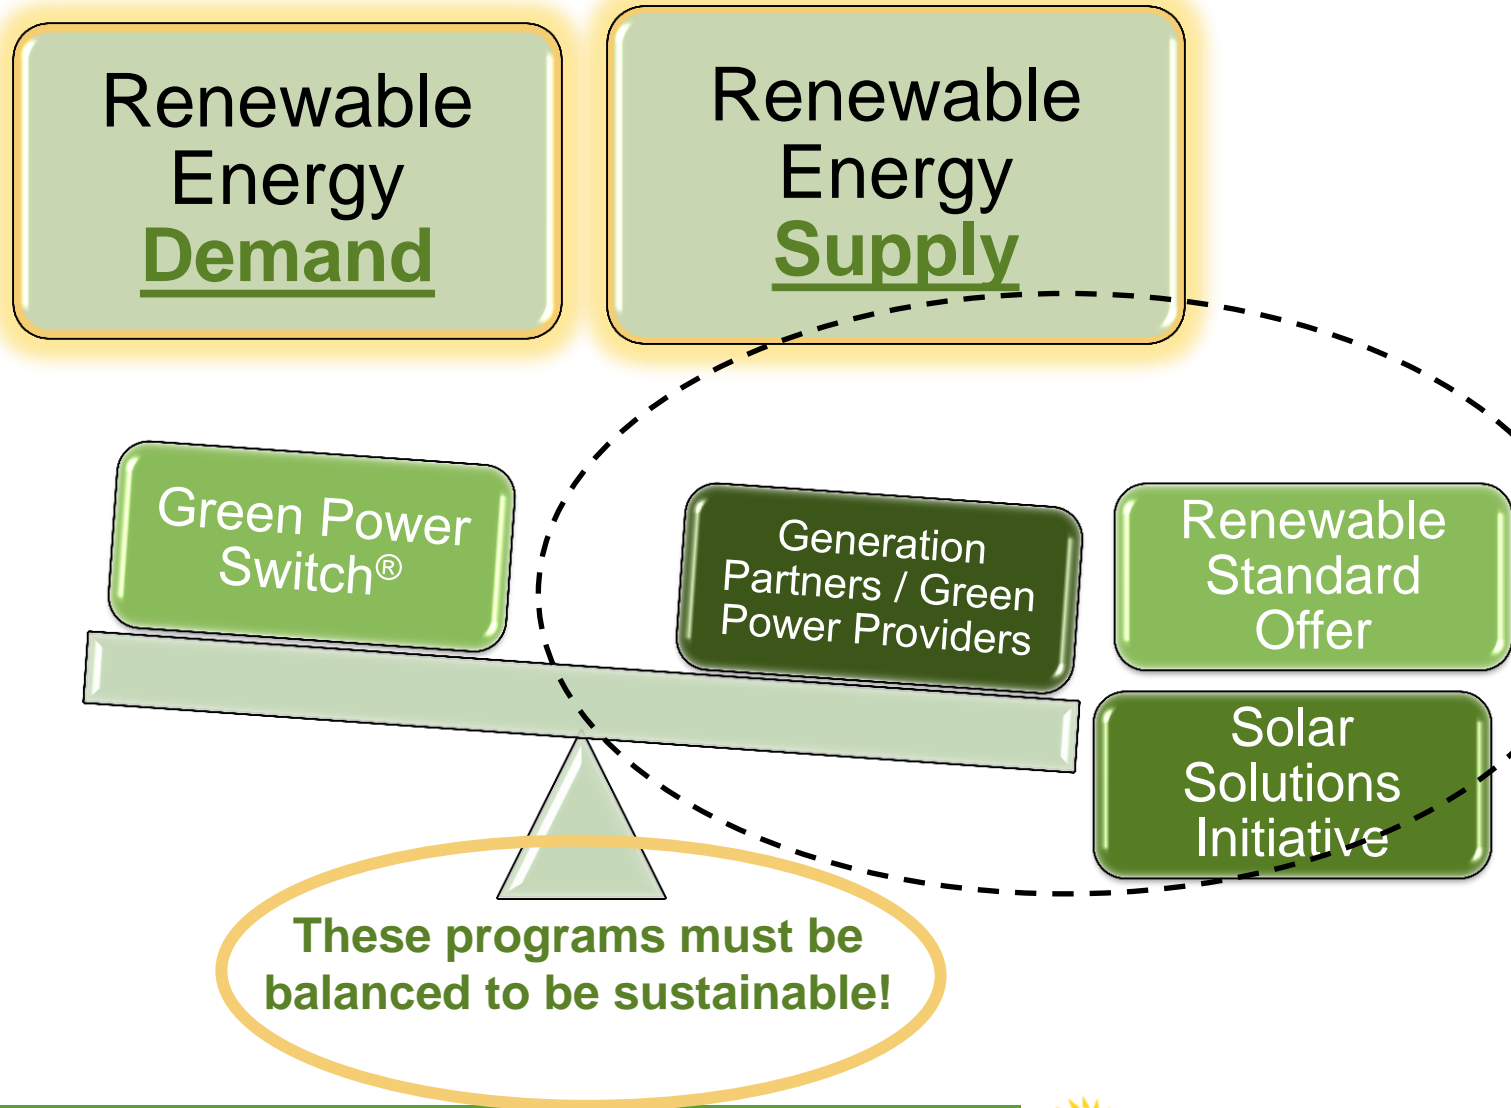 Renewable
Energy
Demand
Renewable
Energy
Supply
Green Power
Switch®
Generation
Partners / Green
Power Providers
Renewable
Standard
Offer
Solar
Solutions
Initiative
These programs must be
balanced to be sustainable!